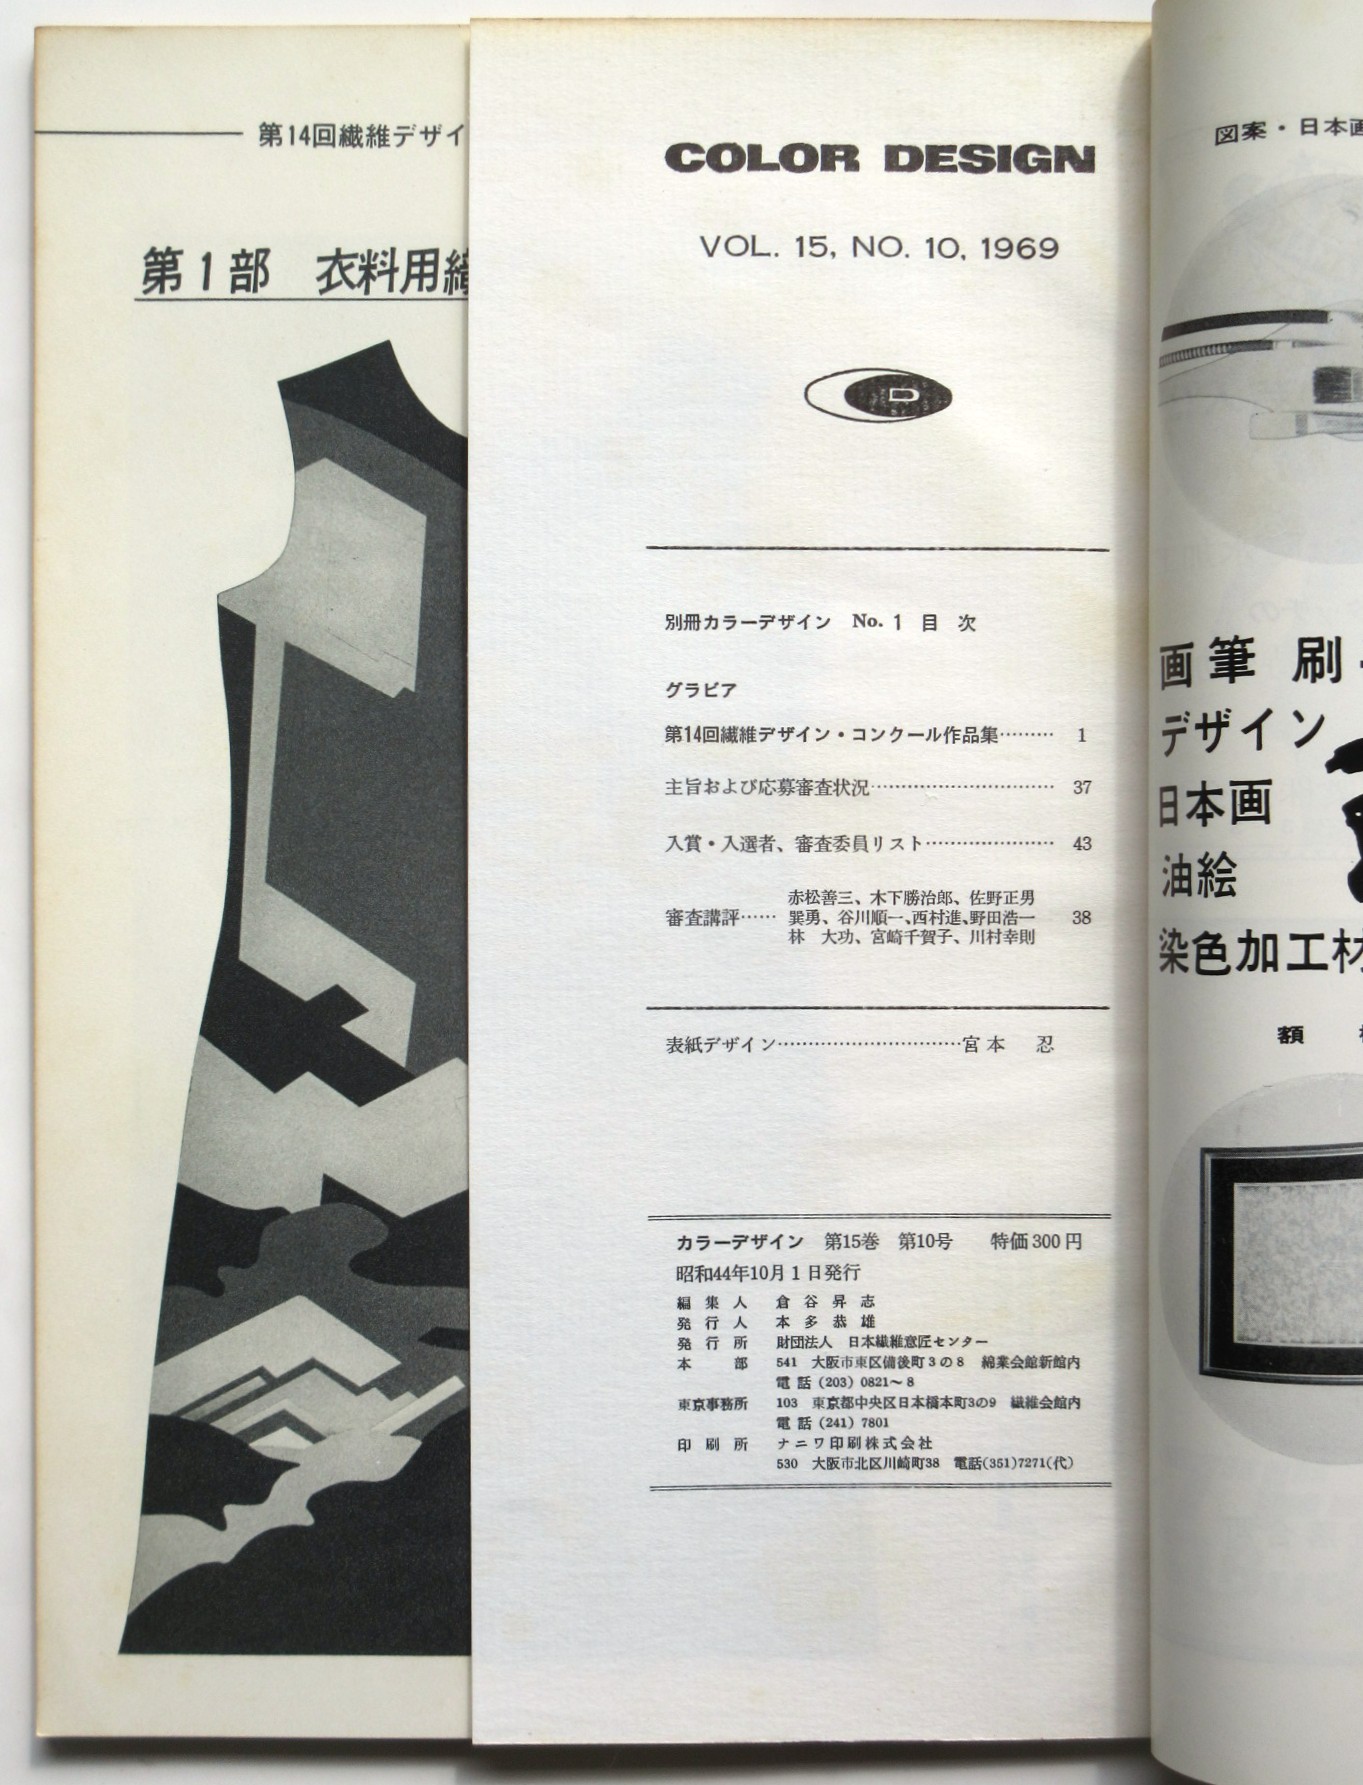 第14回繊維デザイ
第1部 衣料用
COLOR DESIGN
VOL. 15, NO. 10, 1969
D
別冊カラーデザイン No. 1 目 次
グラビア
第14回繊維デザイン・コンクール作品集……… 1
主旨および応募審査状況…………………………… 37
入賞・入選者、審査委員リスト………………… 43
赤松善三、木下勝治郎、佐野正男
審査講評…… 巽勇、谷川順一、西村進、野田浩一 38
林 大功、宮崎千賀子、川村幸則
表紙デザイン……………………………宮本 忍
カラーデザイン 第15巻 第10号 特価300円
昭和44年10月1日発行
編集人 倉谷昇志
発行人 本多恭雄
発行所 財団法人 日本繊維意匠センター
本部 541 大阪市東区備後町3の8 綿業会館新館内
電話 (203) 0821〜8
東京事務所 103 東京都中央区日本橋本町3の9 繊維会館内
電話 (241) 7801
印刷所 ナニワ印刷株式会社
530 大阪市北区川崎町38 電話(351)7271(代)
図案・日本画
画筆 刷
デザイン
日本画
油絵
染色加工材
額